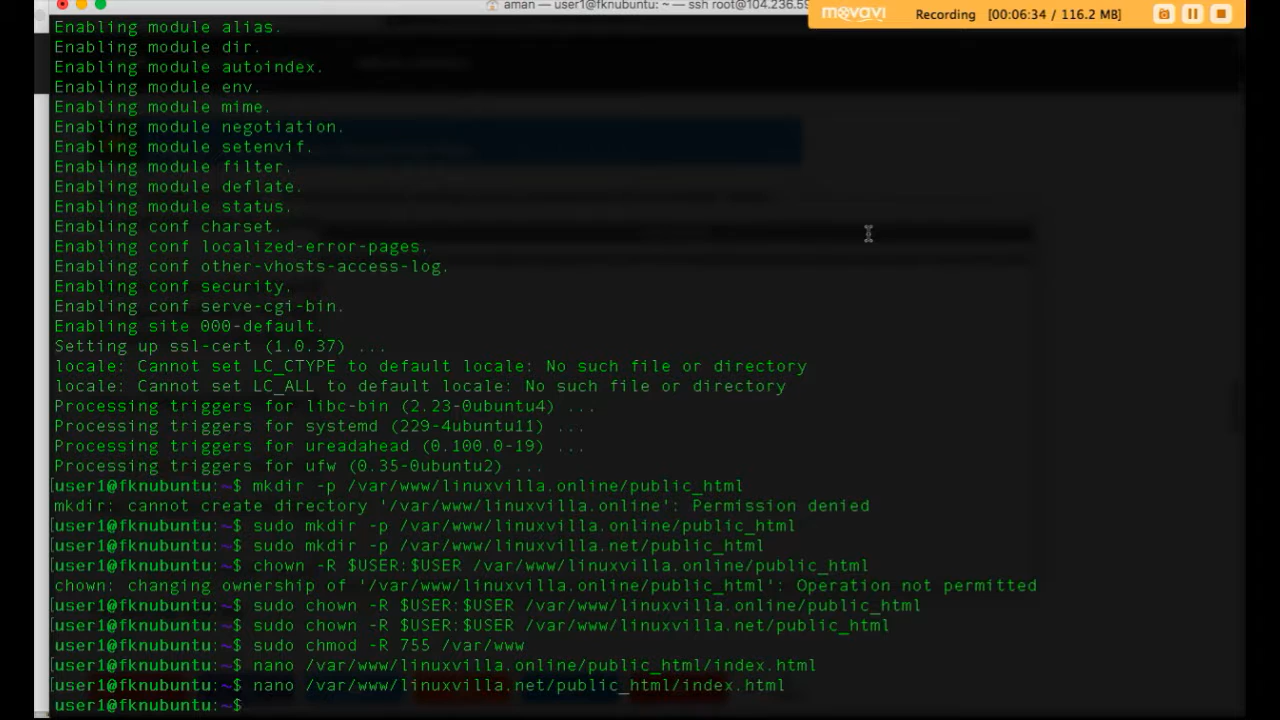 aman — user1@fknubuntu: ~ — ssh root@104.236.59
movavi
Recording [00:06:34 / 116.2 MB]
Enabling module alias.
Enabling module dir.
Enabling module autoindex.
Enabling module env.
Enabling module mime.
Enabling module negotiation.
Enabling module setenvif.
Enabling module filter.
Enabling module deflate.
Enabling module status.
Enabling conf charset.
Enabling conf localized-error-pages.
Enabling conf other-vhosts-access-log.
Enabling conf security.
Enabling conf serve-cgi-bin.
Enabling site 000-default.
Setting up ssl-cert (1.0.37) ...
locale: Cannot set LC_CTYPE to default locale: No such file or directory
locale: Cannot set LC_ALL to default locale: No such file or directory
Processing triggers for libc-bin (2.23-0ubuntu4) ...
Processing triggers for systemd (229-4ubuntu11) ...
Processing triggers for ureadahead (0.100.0-19) ...
Processing triggers for ufw (0.35-0ubuntu2) ...
[user1@fknubuntu:~$ mkdir -p /var/www/linuxvilla.online/public_html
mkdir: cannot create directory '/var/www/linuxvilla.online': Permission denied
[user1@fknubuntu:~$ sudo mkdir -p /var/www/linuxvilla.online/public_html
[user1@fknubuntu:~$ sudo mkdir -p /var/www/linuxvilla.net/public_html
[user1@fknubuntu:~$ chown -R $USER:$USER /var/www/linuxvilla.online/public_html
chown: changing ownership of '/var/www/linuxvilla.online/public_html': Operation not permitted
[user1@fknubuntu:~$ sudo chown -R $USER:$USER /var/www/linuxvilla.online/public_html
[user1@fknubuntu:~$ sudo chown -R $USER:$USER /var/www/linuxvilla.net/public_html
[user1@fknubuntu:~$ sudo chmod -R 755 /var/www
[user1@fknubuntu:~$ nano /var/www/linuxvilla.online/public_html/index.html
[user1@fknubuntu:~$ nano /var/www/linuxvilla.net/public_html/index.html
user1@fknubuntu:~$